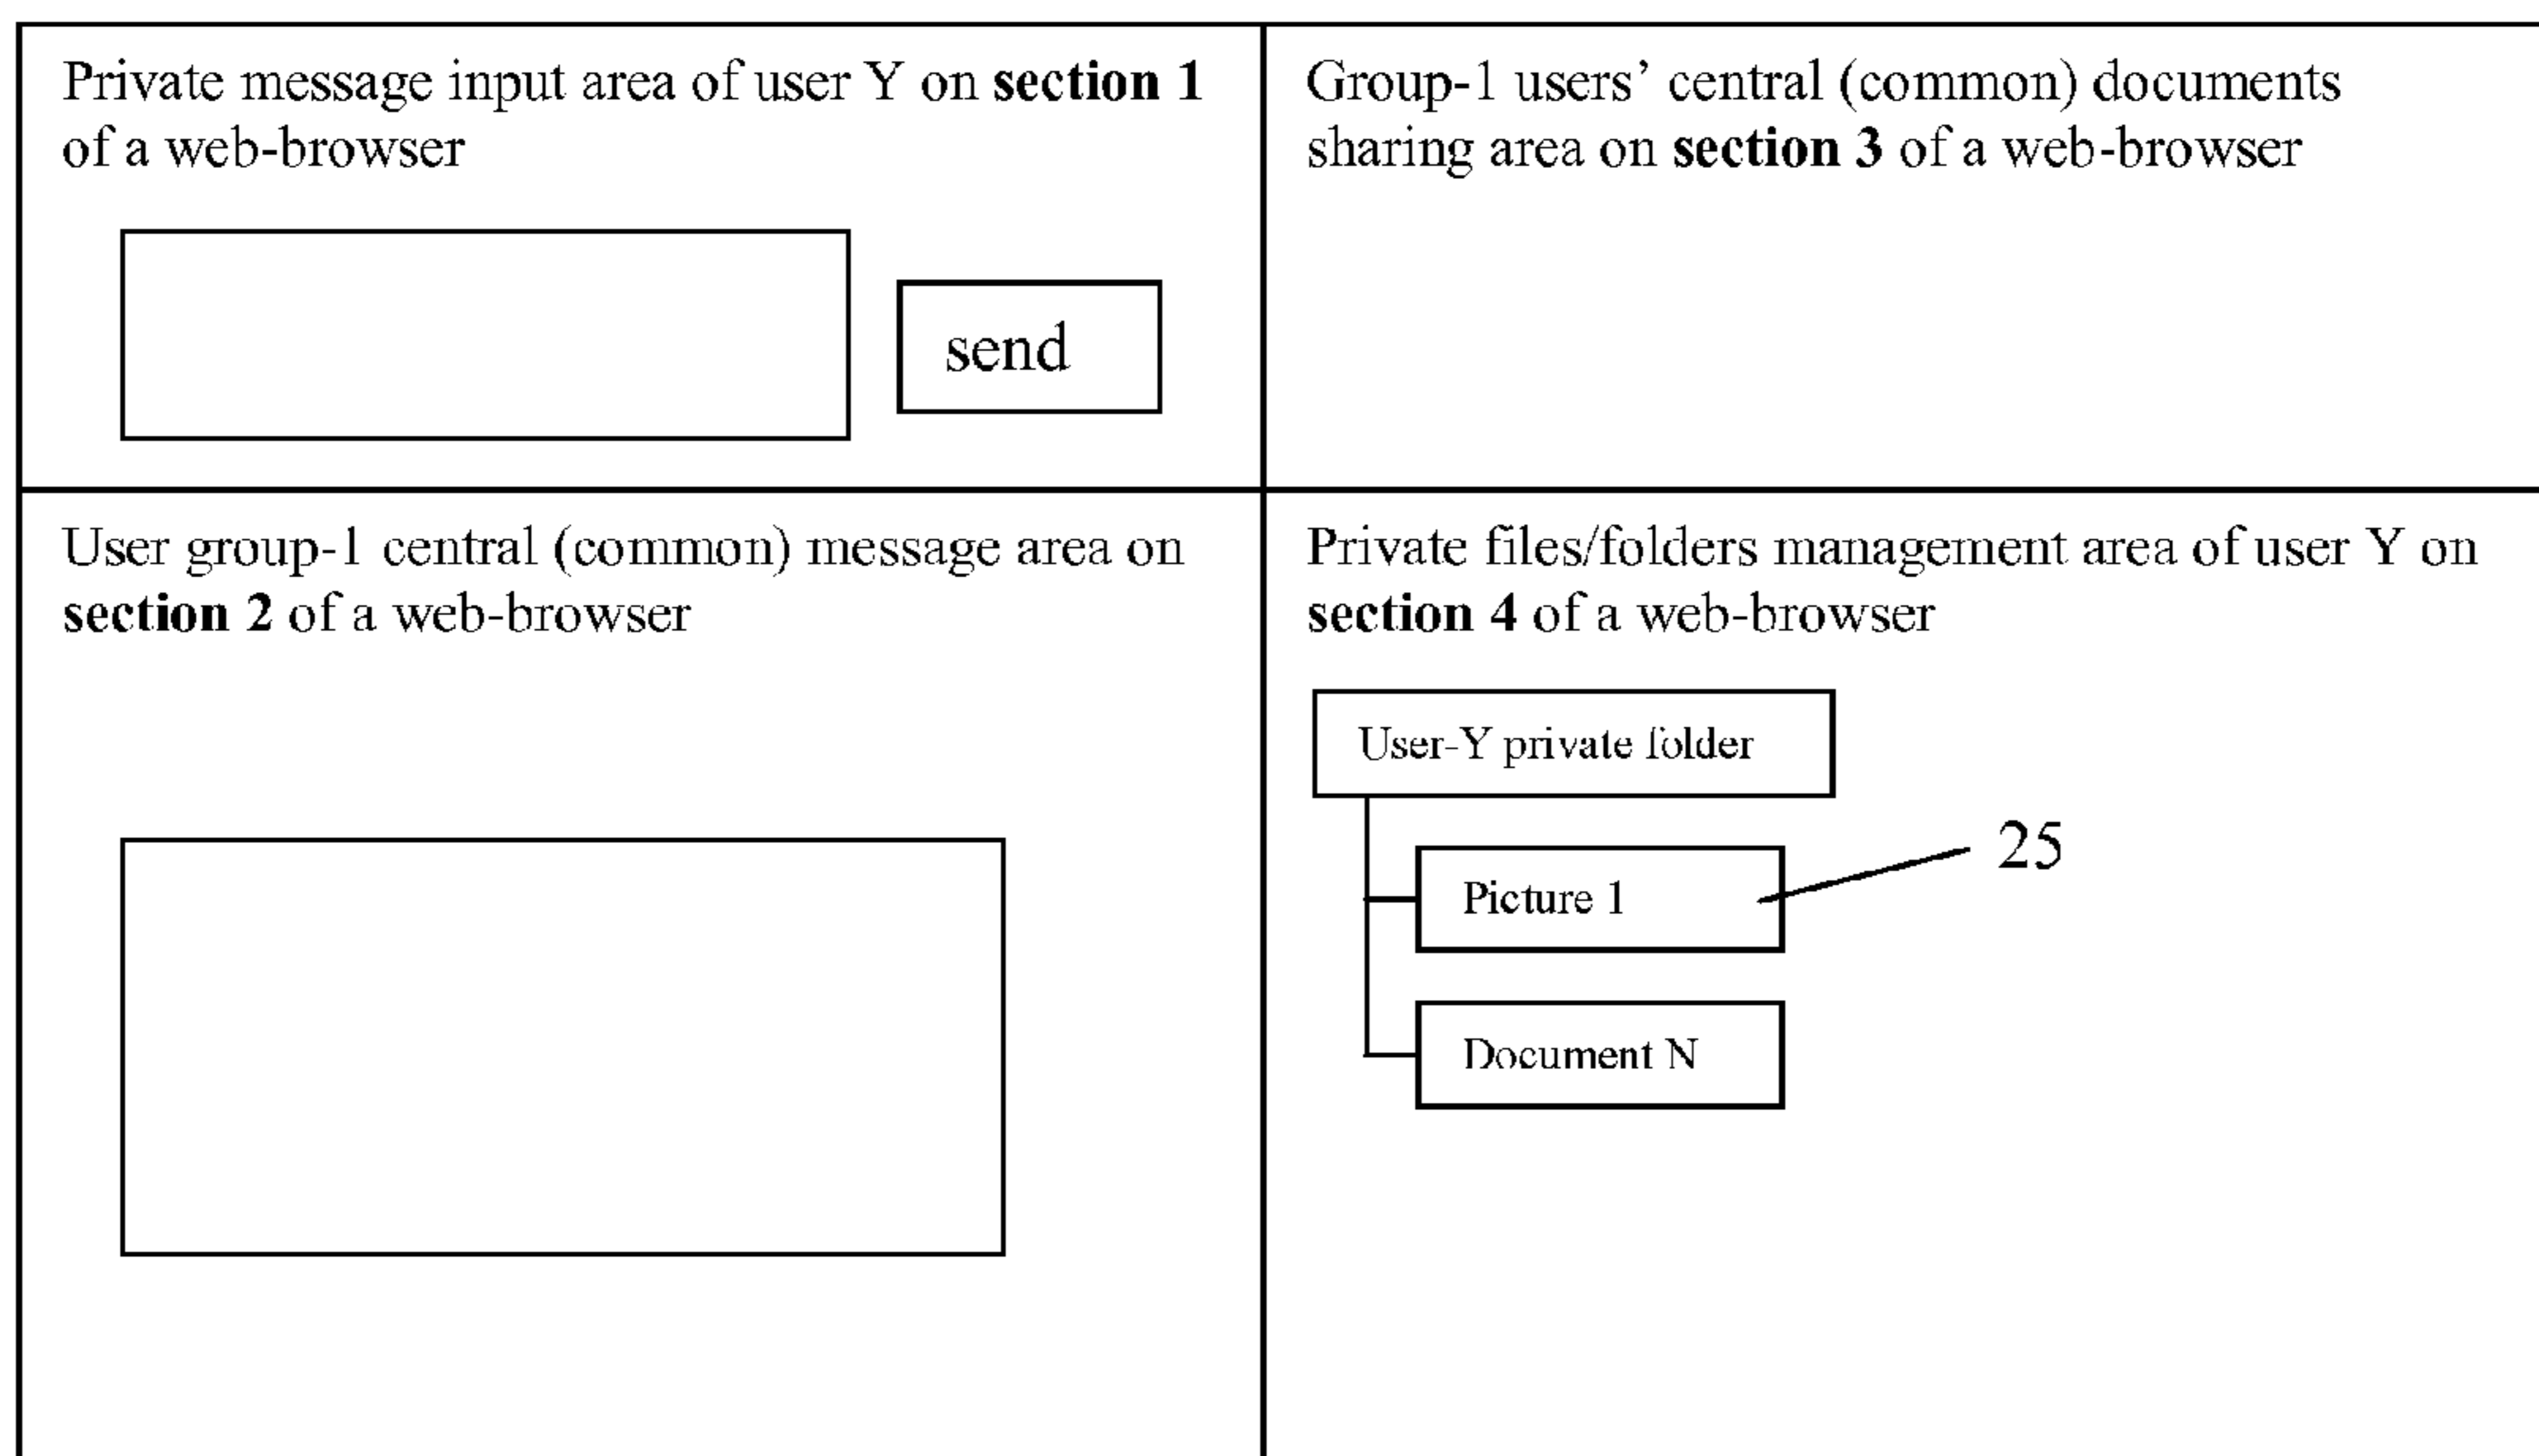 Private message input area of user Y on section 1
of a web-browser
send
Group-1 users’ central (common) documents
sharing area on section 3 of a web-browser
User group-1 central (common) message area on
section 2 of a web-browser
Private files/folders management area of user Y on
section 4 of a web-browser
User-Y private folder
Picture 1
25
Document N